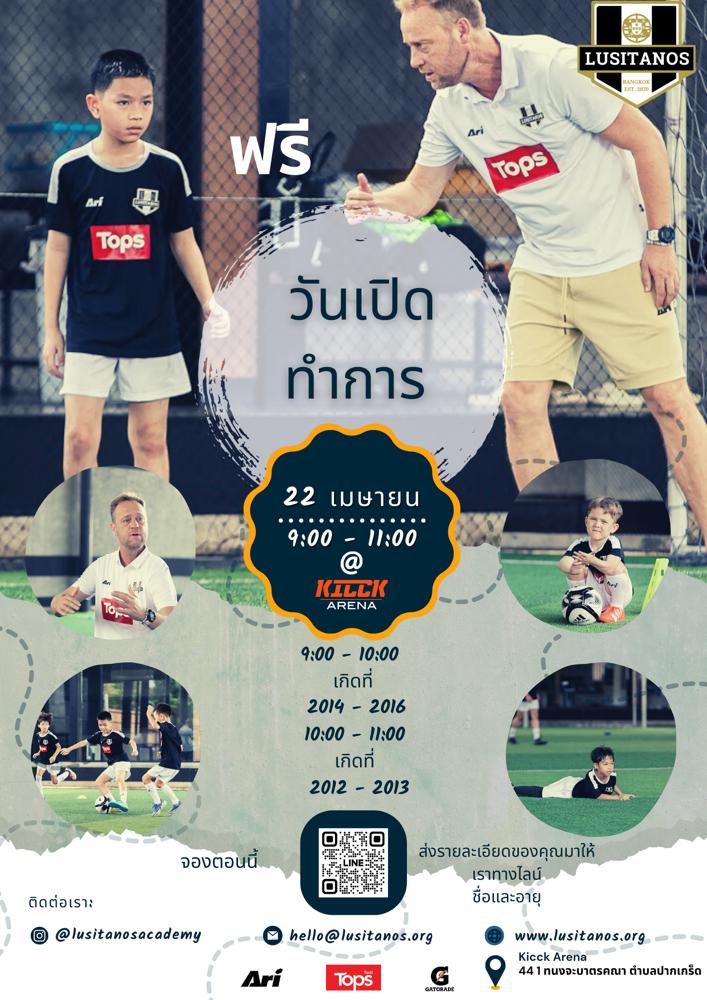 LUSITANOS
BANGKOK
EST. 2020
ฟรี
Ari
Tops
Ari
Tops
วันเปิด
ทำการ
22 เมษายน
9:00 - 11:00
@
KICCK
ARENA
9:00 - 10:00
เกิดที่
2014 - 2016
10:00 - 11:00
เกิดที่
2012 - 2013
จองตอนนี้
LINE
ส่งรายละเอียดของคุณมาให้
เราทางไลน์
ชื่อและอายุ
ติดต่อเรา:
@lusitanosacademy
hello@lusitanos.org
www.lusitanos.org
Kicck Arena
44 1 ทนงจะบาตรคณา ตำบลปากเกร็ด
Ari
Tops
G
GATORADE